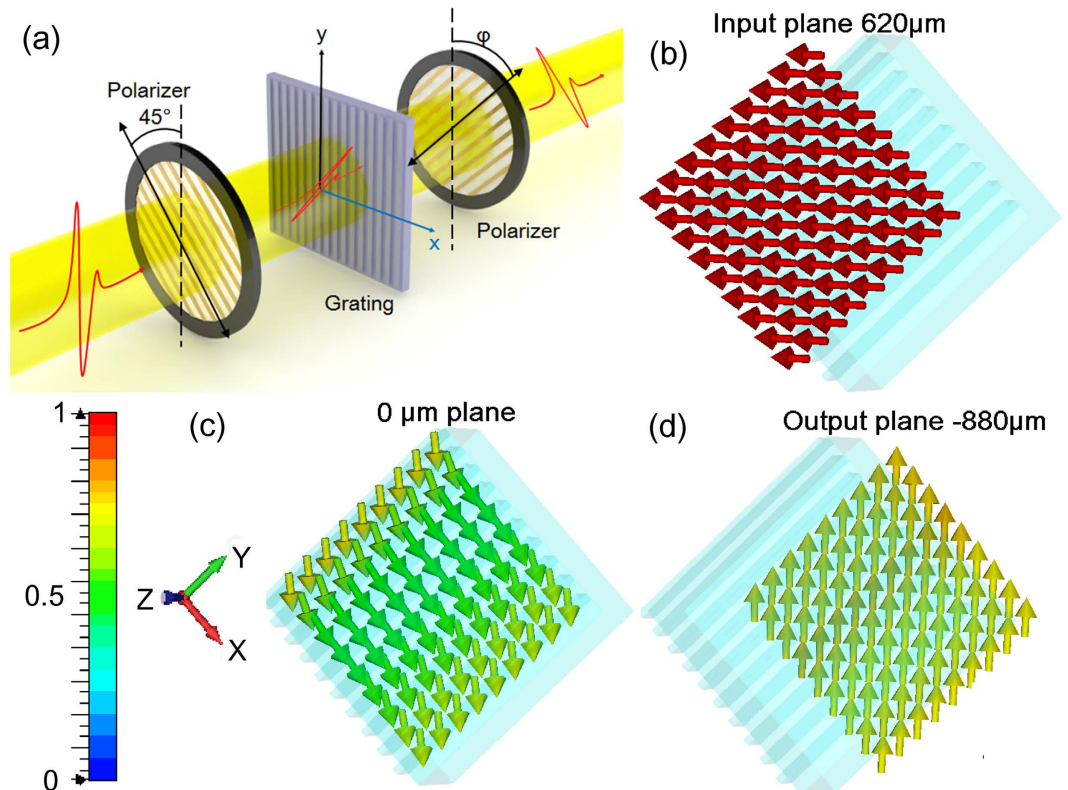 (a)
Polarizer
45°
y
x
Grating
φ
Polarizer
Input plane 620μm
(b)
1
0.5
0
(c)
0 μm plane
Y
Z
X
(d)
Output plane -880μm